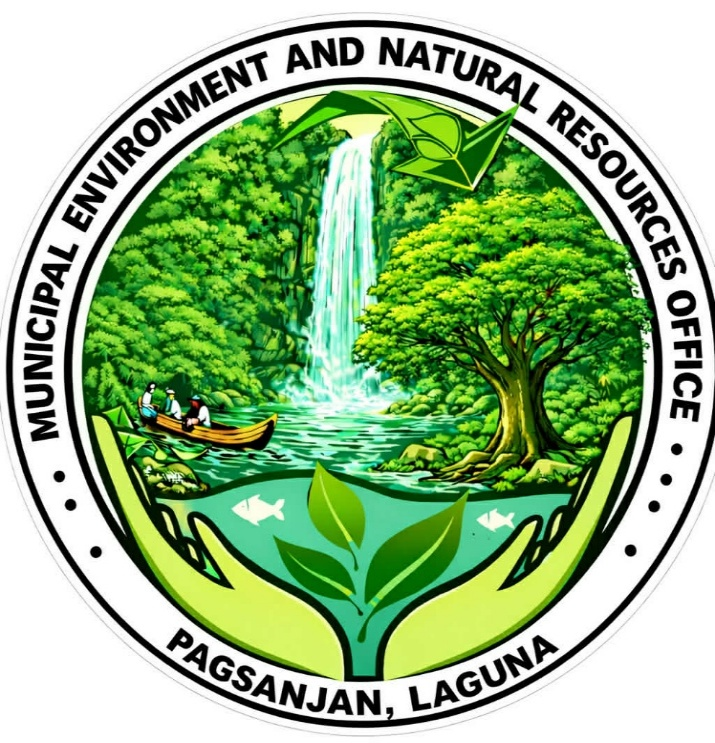 MUNICIPAL ENVIRONMENT AND NATURAL RESOURCES OFFICE
PAGSANJAN, LAGUNA